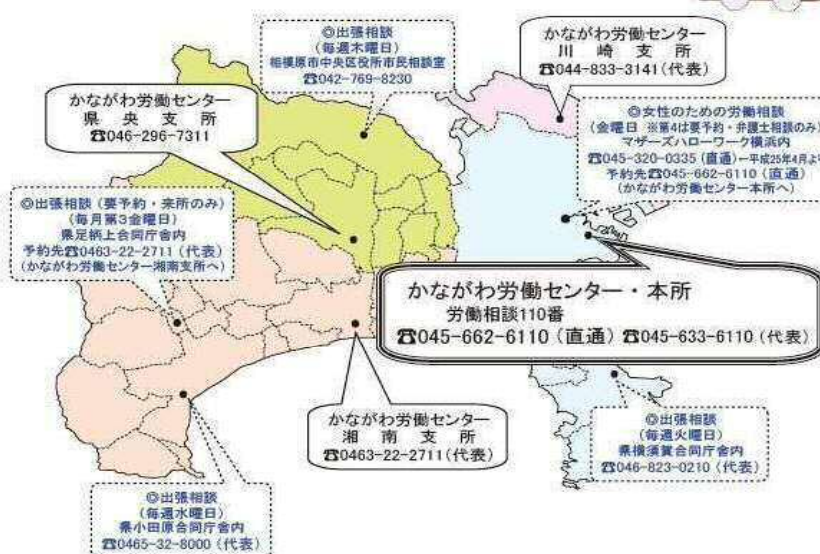 ◎出張相談
(毎週木曜日)
相模原市中央区役所市民相談室
☎042-769-8230
かながわ労働センター
川崎支所
☎044-833-3141(代表)
かながわ労働センター
県央支所
☎046-296-7311
◎女性のための労働相談
(金曜日 ※第4は要予約・弁護士相談のみ)
マザーズハローワーク横浜内
☎045-320-0335(直通)ー平成25年4月より
予約先☎045-662-6110(直通)
(かながわ労働センター本所へ)
◎出張相談(要予約・来所のみ)
(毎月第3金曜日)
県足柄上合同庁舎内
予約先☎0463-22-2711(代表)
(かながわ労働センター湘南支所へ)
かながわ労働センター・本所
労働相談110番
☎045-662-6110(直通) ☎045-633-6110(代表)
かながわ労働センター
湘南支所
☎0463-22-2711(代表)
◎出張相談
(毎週火曜日)
県横須賀合同庁舎内
☎046-823-0210(代表)
◎出張相談
(毎週水曜日)
県小田原合同庁舎内
☎0465-32-8000(代表)